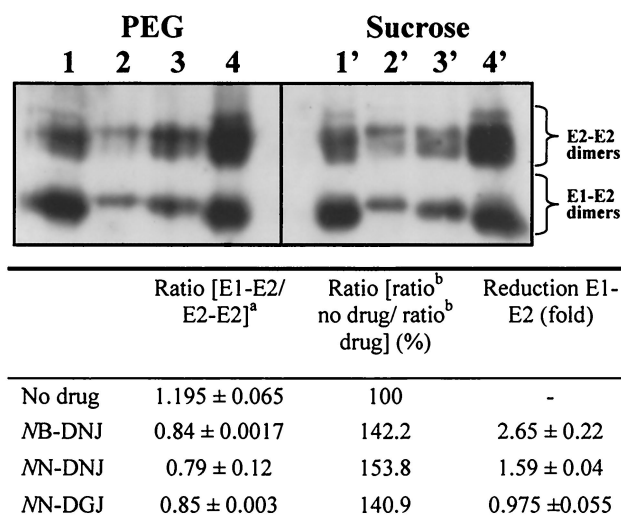 PEG Sucrose
1 2 3 4 1’ 2’ 3’ 4’
E2-E2
dimers
E1-E2
dimers
Ratio [E1-E2/ Ratio [ratioᵇ Reduction E1-
E2-E2]ᵃ no drug/ ratioᵇ E2 (fold)
drug] (%)
No drug 1.195 ± 0.065 100 -
NB-DNJ 0.84 ± 0.0017 142.2 2.65 ± 0.22
NN-DNJ 0.79 ± 0.12 153.8 1.59 ± 0.04
NN-DGJ 0.85 ± 0.003 140.9 0.975 ±0.055